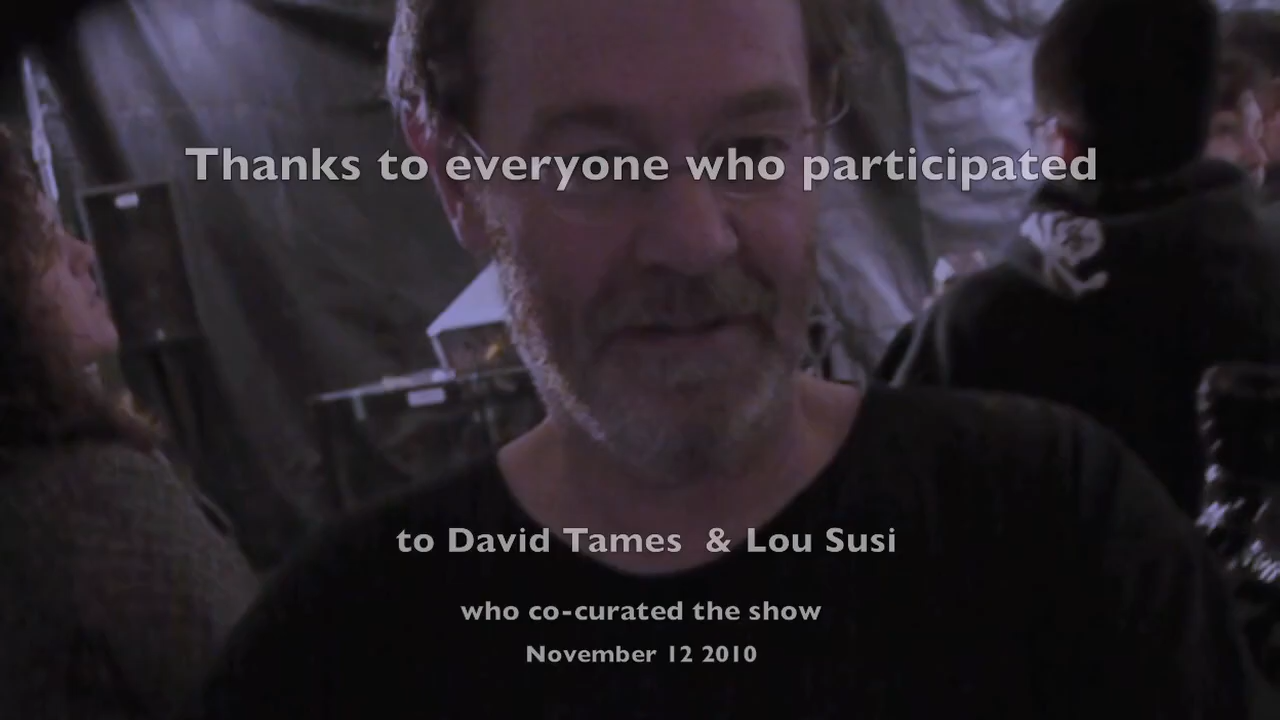 Thanks to everyone who participated
to David Tames & Lou Susi
who co-curated the show
November 12 2010